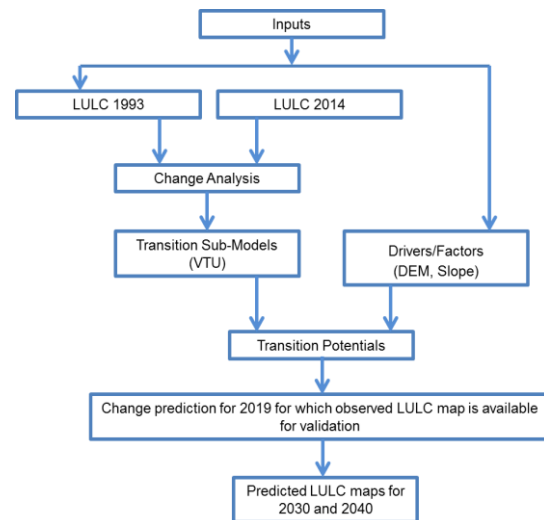 Inputs
LULC 1993
LULC 2014
Change Analysis
Transition Sub-Models
(VTU)
Drivers/Factors
(DEM, Slope)
Transition Potentials
Change prediction for 2019 for which observed LULC map is available
for validation
Predicted LULC maps for
2030 and 2040